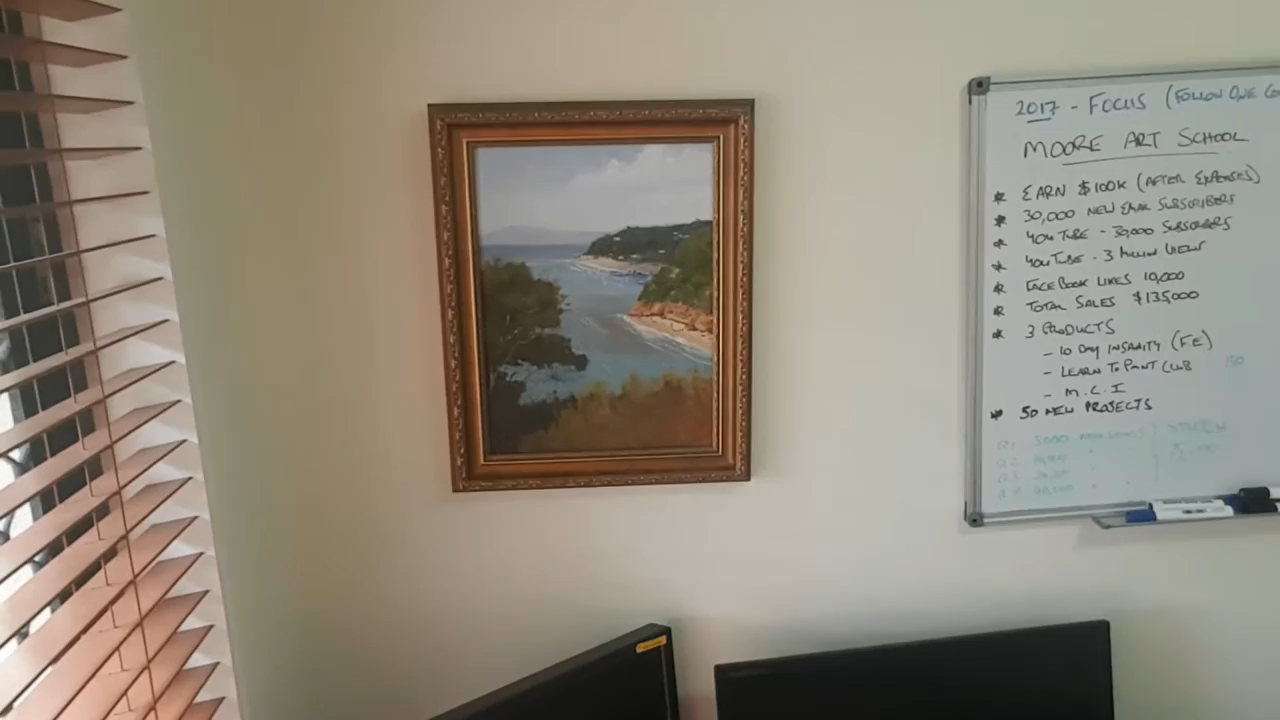 2017 - FOCUS (FOLLOW ONE CO
MOORE ART SCHOOL
* EARN $100K (AFTER EXPENSES)
* 30,000 NEW EMAIL SUBSCRIBERS
* YOUTUBE - 30,000 SUBSCRIBERS
* YOUTUBE - 3 MILLION VIEWS
* FACEBOOK LIKES 10,000
* TOTAL SALES $135000
* 3 PRODUCTS
- 10 DAY INSANITY (FE)
- LEARN TO PAINT CLUB
- M.C.I
* 50 NEW PROJECTS